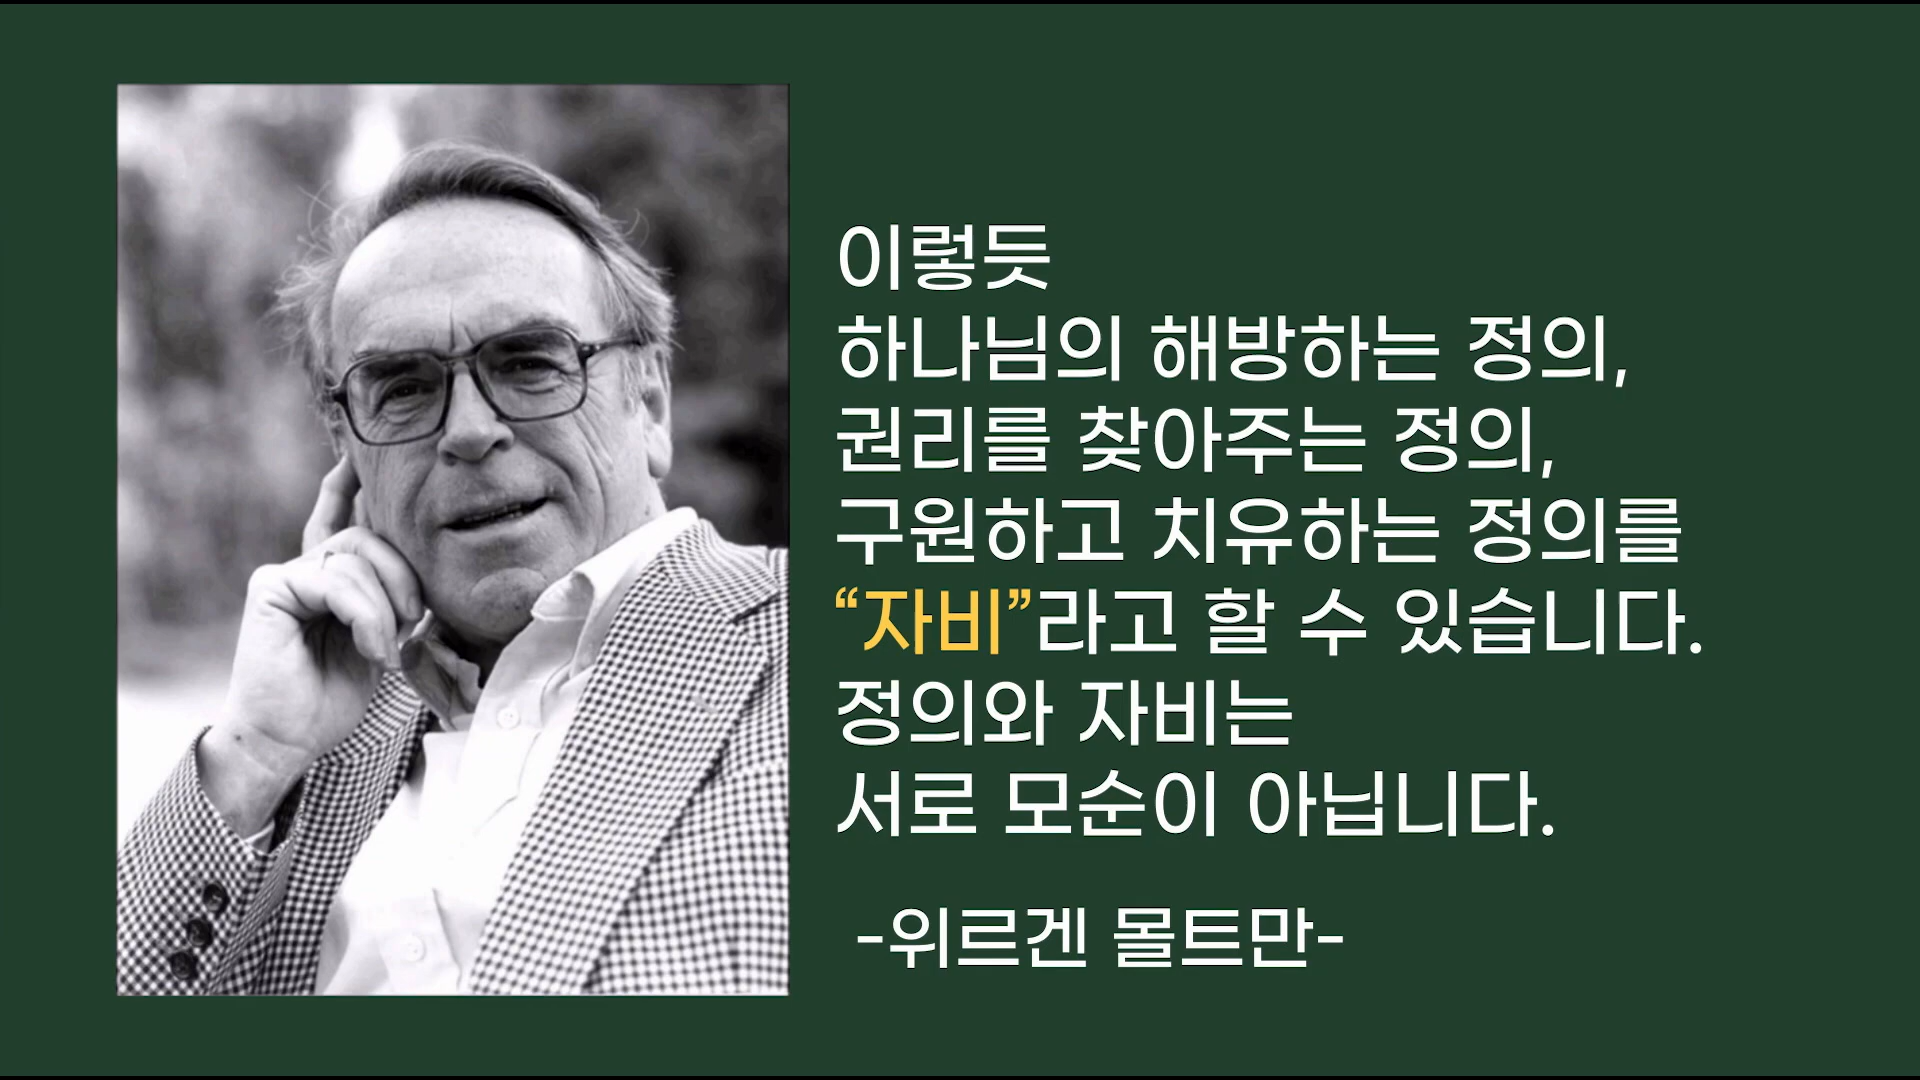 이렇듯
하나님의 해방하는 정의,
권리를 찾아주는 정의,
구원하고 치유하는 정의를
“자비”라고 할 수 있습니다.
정의와 자비는
서로 모순이 아닙니다.
-위르겐 몰트만-